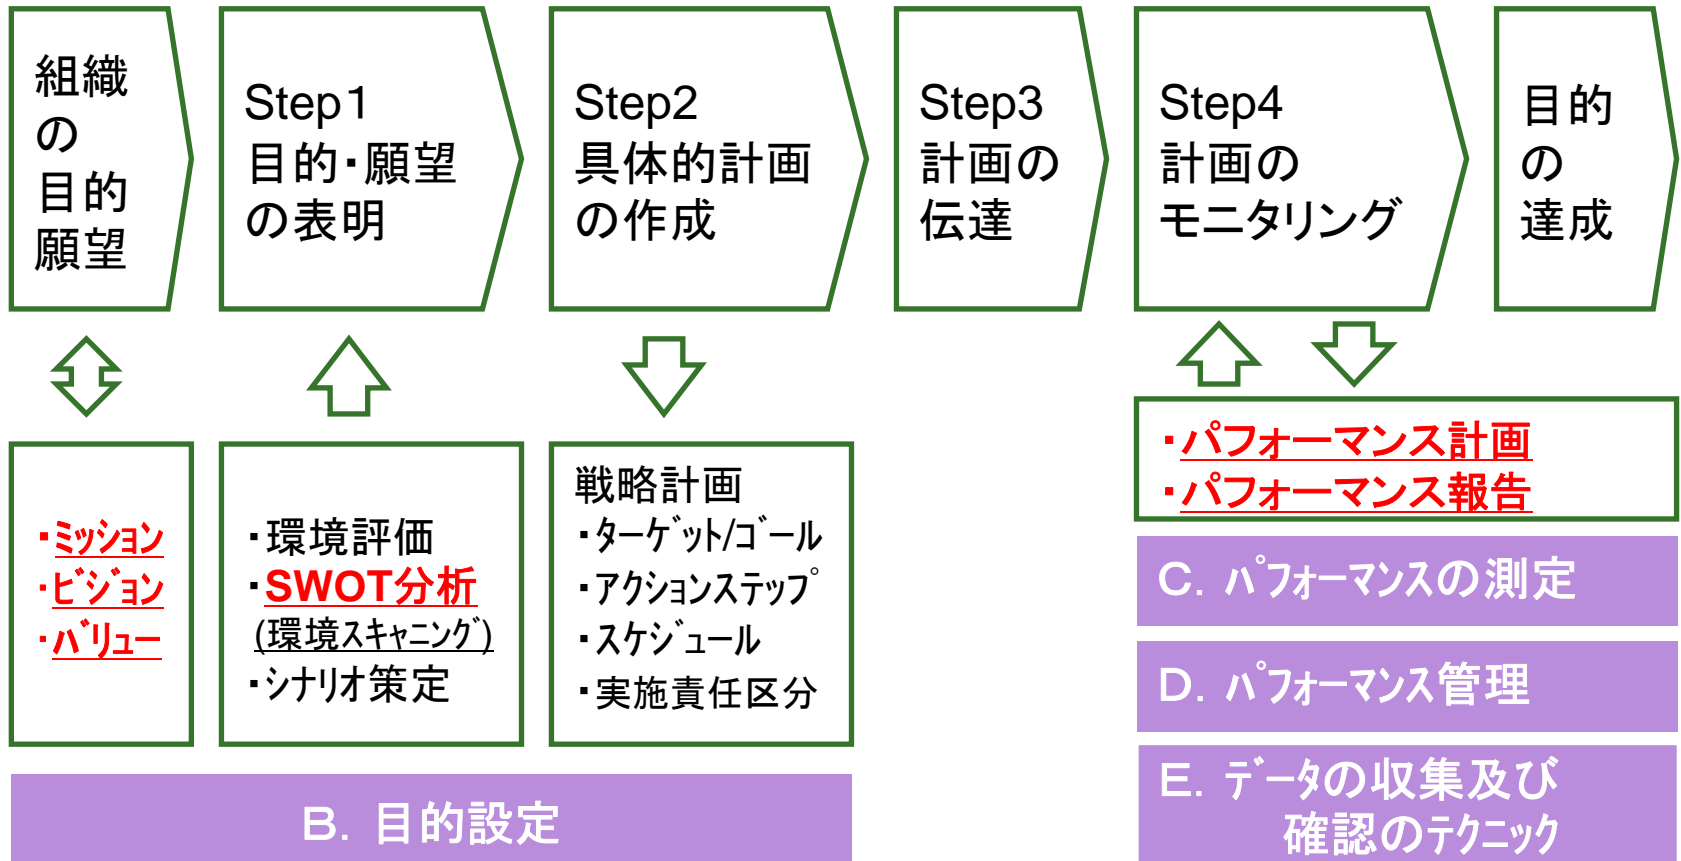 組織
の
目的
願望
Step１
目的・願望
の表明
Step2
具体的計画
の作成
Step3
計画の
伝達
Step4
計画の
モニタリング
目的
の
達成
・ミッション
・ビジョン
・バリュー
・環境評価
・SWOT分析
(環境スキャニング)
・シナリオ策定
戦略計画
・ターゲット/ゴール
・アクションステップ
・スケジュール
・実施責任区分
・パフォーマンス計画
・パフォーマンス報告
C. パフォーマンスの測定
D. パフォーマンス管理
E. データの収集及び
確認のテクニック
B. 目的設定